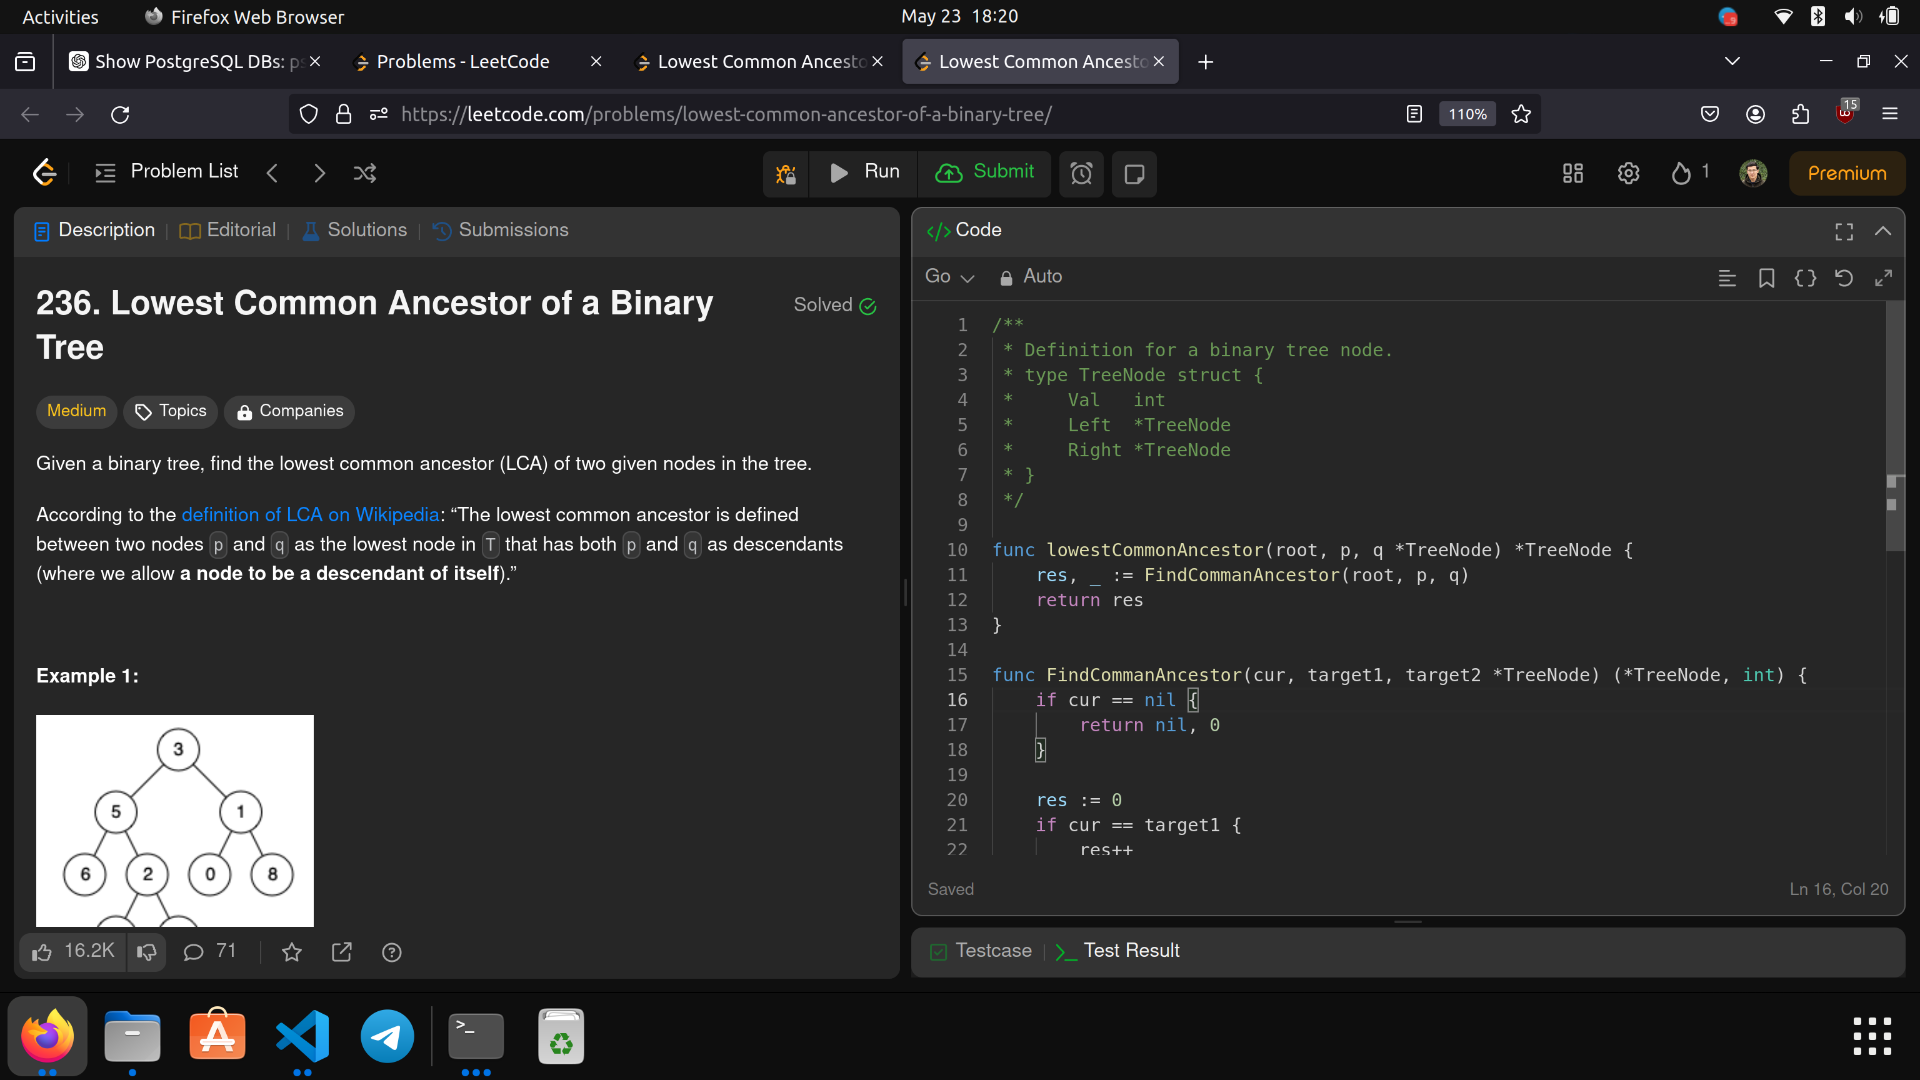 Activities
Firefox Web Browser
May 23 18:20
Show PostgreSQL DBs: ps
Problems - LeetCode
Lowest Common Ancesto
Lowest Common Ancesto
https://leetcode.com/problems/lowest-common-ancestor-of-a-binary-tree/
110%
15
Problem List
Run
Submit
1
Premium
Description
Editorial
Solutions
Submissions
236. Lowest Common Ancestor of a Binary
Tree
Solved
Medium
Topics
Companies
Given a binary tree, find the lowest common ancestor (LCA) of two given nodes in the tree.
According to the definition of LCA on Wikipedia: “The lowest common ancestor is defined
between two nodes p and q as the lowest node in T that has both p and q as descendants
(where we allow a node to be a descendant of itself).”
Example 1:
3
5
1
6
2
0
8
16.2K
71
</> Code
Go
Auto
1 /**
2  * Definition for a binary tree node.
3  * type TreeNode struct {
4  *     Val   int
5  *     Left  *TreeNode
6  *     Right *TreeNode
7  * }
8  */
9
10 func lowestCommonAncestor(root, p, q *TreeNode) *TreeNode {
11     res, _ := FindCommanAncestor(root, p, q)
12     return res
13 }
14
15 func FindCommanAncestor(cur, target1, target2 *TreeNode) (*TreeNode, int) {
16     if cur == nil {
17         return nil, 0
18     }
19
20     res := 0
21     if cur == target1 {
22         res++
Saved
Ln 16, Col 20
Testcase
>_ Test Result
>_